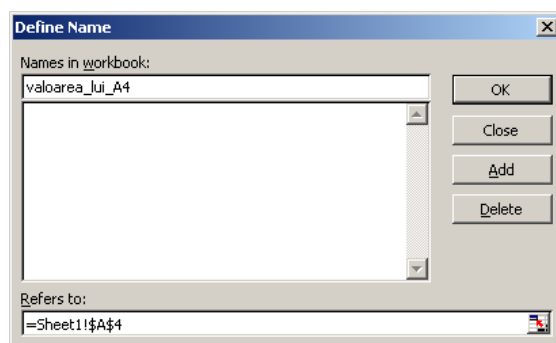 Define Name
Names in workbook:
valoarea_lui_A4
OK
Close
Add
Delete
Refers to:
=Sheet1!$A$4